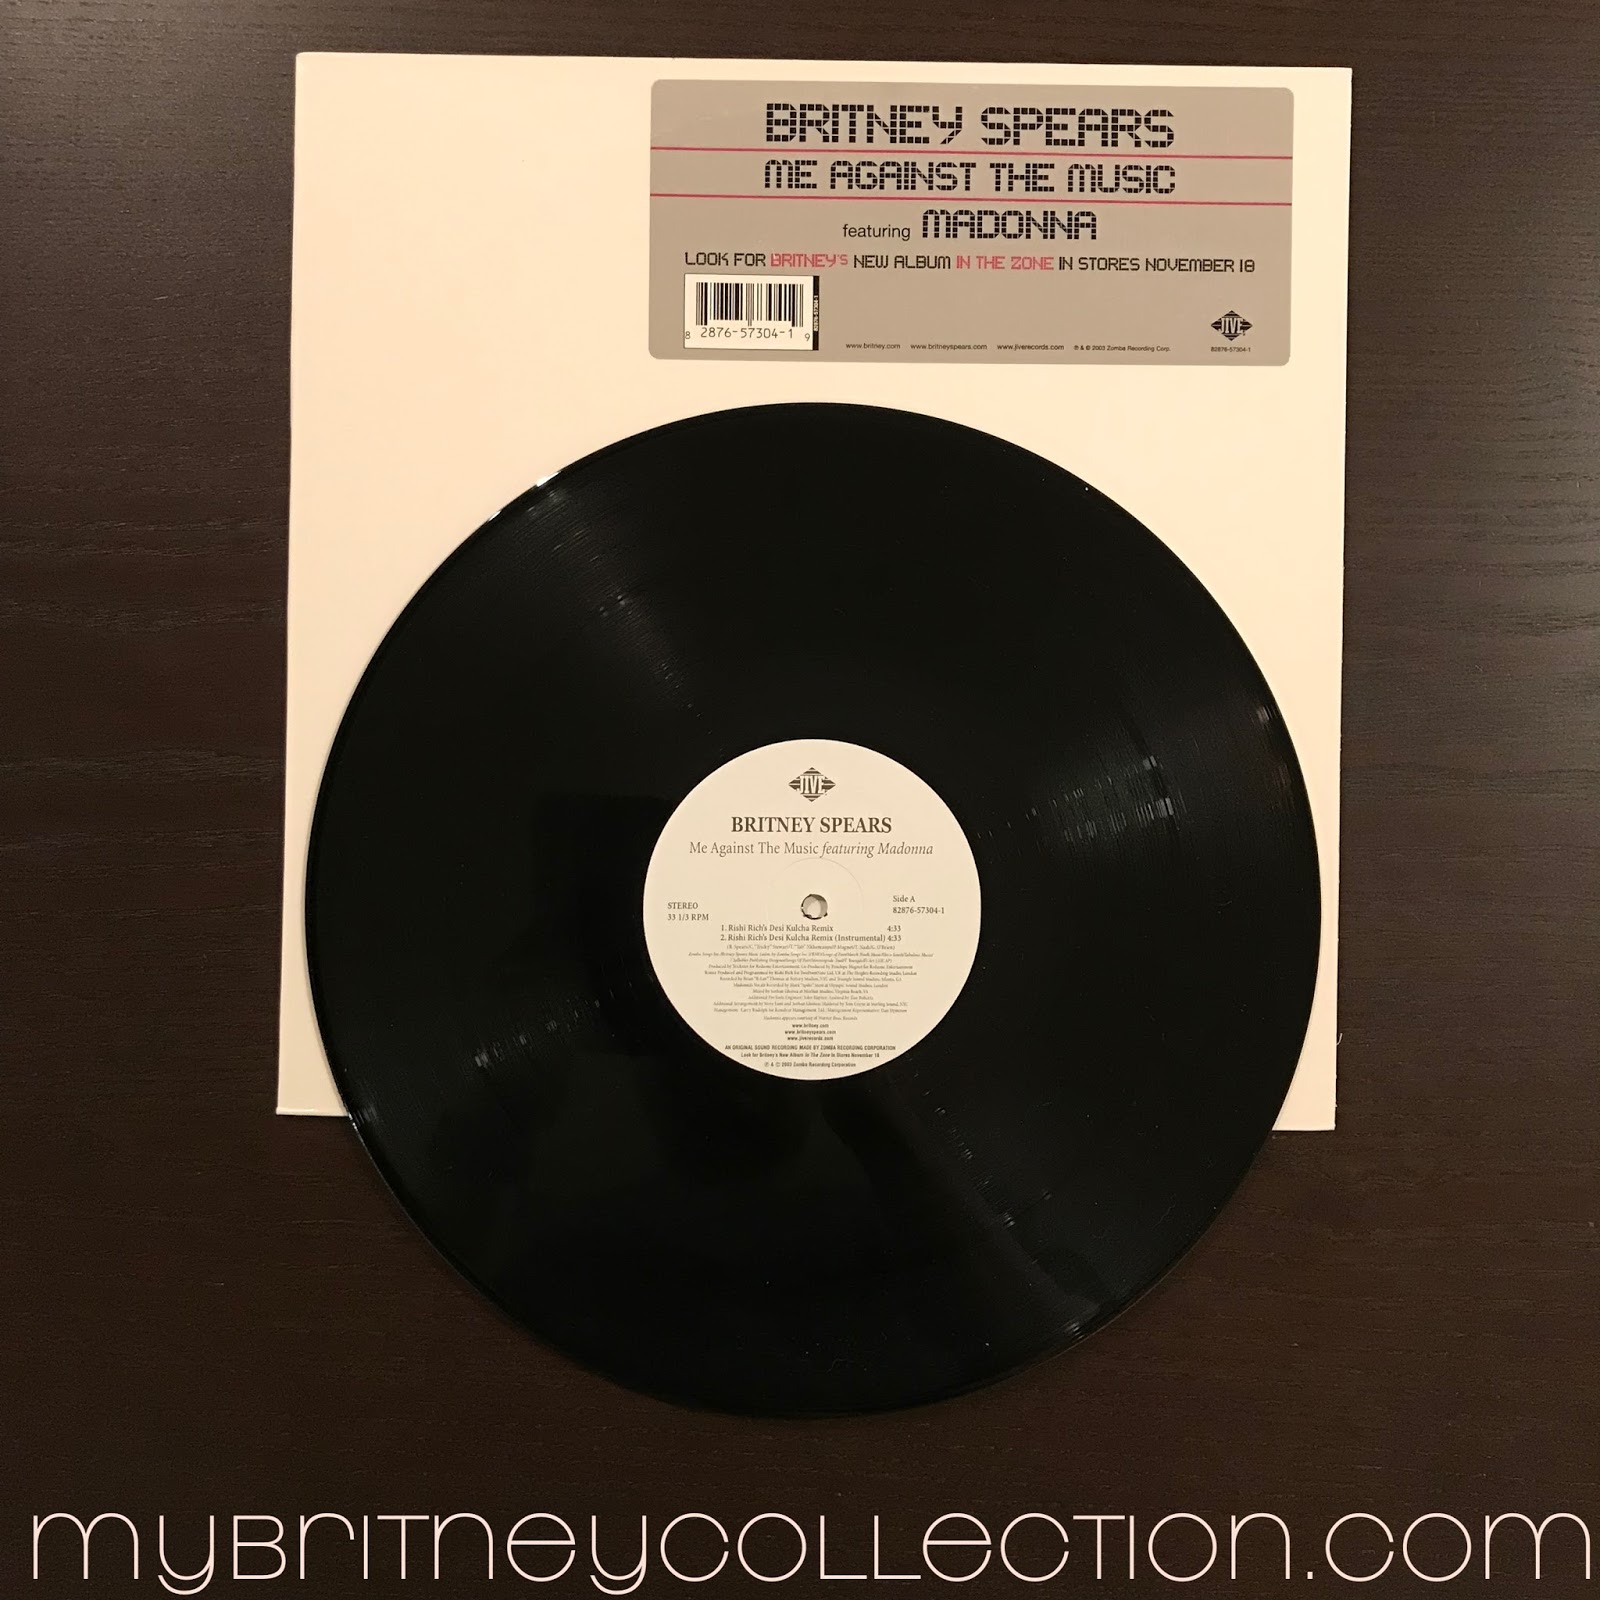 BRITNEY SPEARS
ME AGAINST THE MUSIC
featuring MADONNA
LOOK FOR BRITNEY'S NEW ALBUM IN THE ZONE IN STORES NOVEMBER 18
82876-57304-1
8 2876-57304-1 9
www.britney.com www.britneyspears.com www.jiverecords.com ℗ & © 2003 Zomba Recording Corp.
JIVE
82876-57304-1
JIVE
BRITNEY SPEARS
Me Against The Music featuring Madonna
STEREO
33 1/3 RPM
Side A
82876-57304-1
1. Rishi Rich's Desi Kulcha Remix 4:33
2. Rishi Rich's Desi Kulcha Remix (Instrumental) 4:33
www.britney.com
www.britneyspears.com
www.jiverecords.com
AN ORIGINAL SOUND RECORDING MADE BY ZOMBA RECORDING CORPORATION
Look for Britney's New Album In The Zone In Stores November 18
℗ & © 2003 Zomba Recording Corporation
myBritneycollection.com